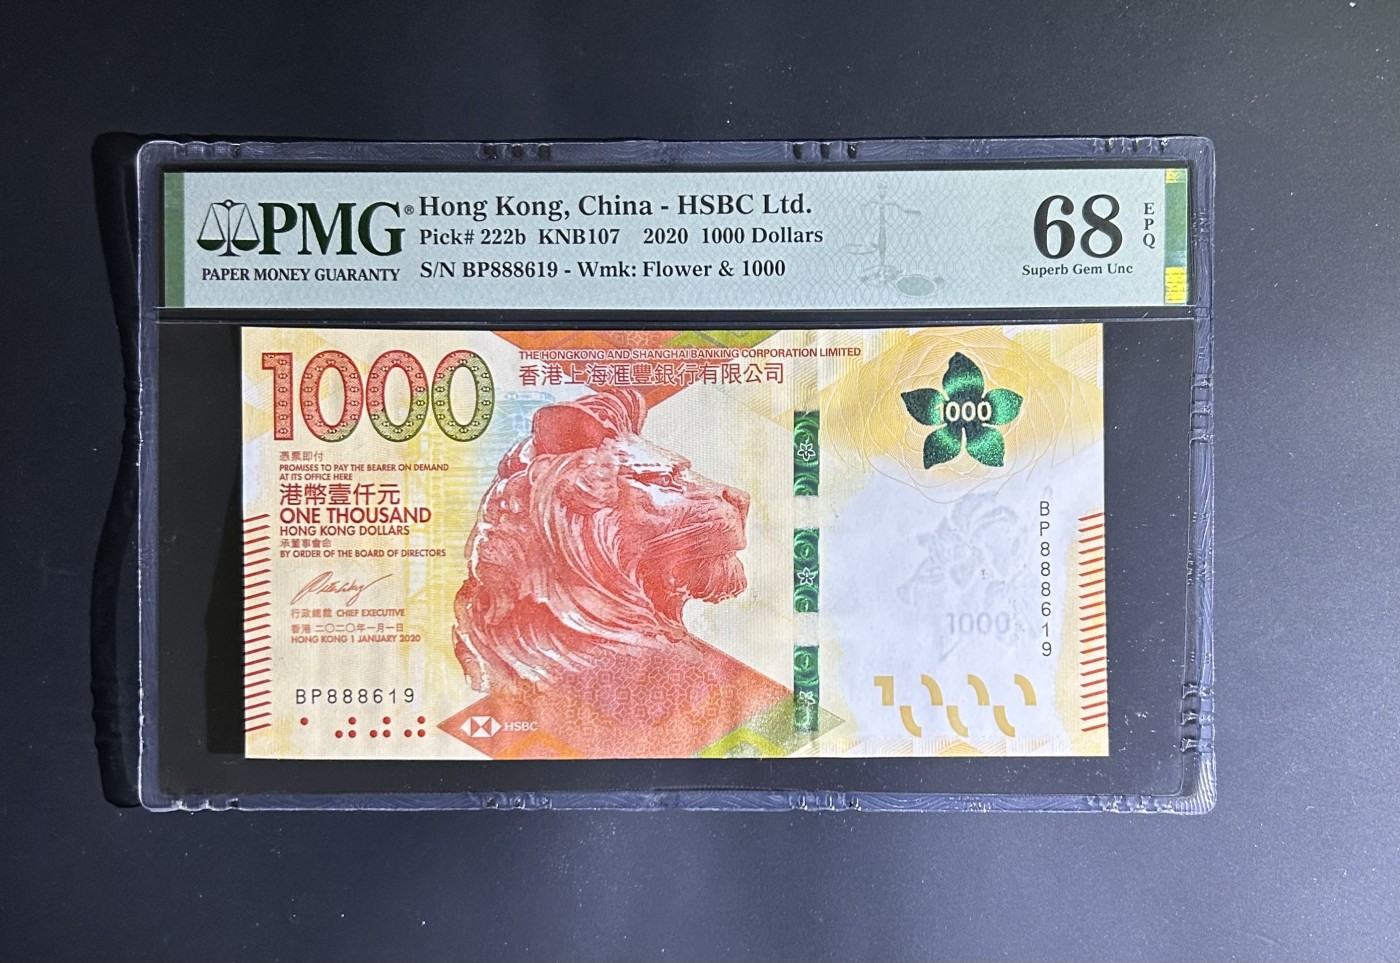 PMG®
PAPER MONEY GUARANTY
Hong Kong, China - HSBC Ltd.
Pick# 222b KNB107 2020 1000 Dollars
S/N BP888619 - Wmk: Flower & 1000
68
EPQ
Superb Gem Unc
1000
THE HONGKONG AND SHANGHAI BANKING CORPORATION LIMITED
香港上海滙豐銀行有限公司
1000
憑票即付
PROMISES TO PAY THE BEARER ON DEMAND
AT ITS OFFICE HERE
港幣壹仟元
ONE THOUSAND
HONG KONG DOLLARS
承董事會命
BY ORDER OF THE BOARD OF DIRECTORS
行政總裁 CHIEF EXECUTIVE
香港 二〇二〇年一月一日
HONG KONG 1 JANUARY 2020
BP888619
HSBC
BP888619
1000
1000